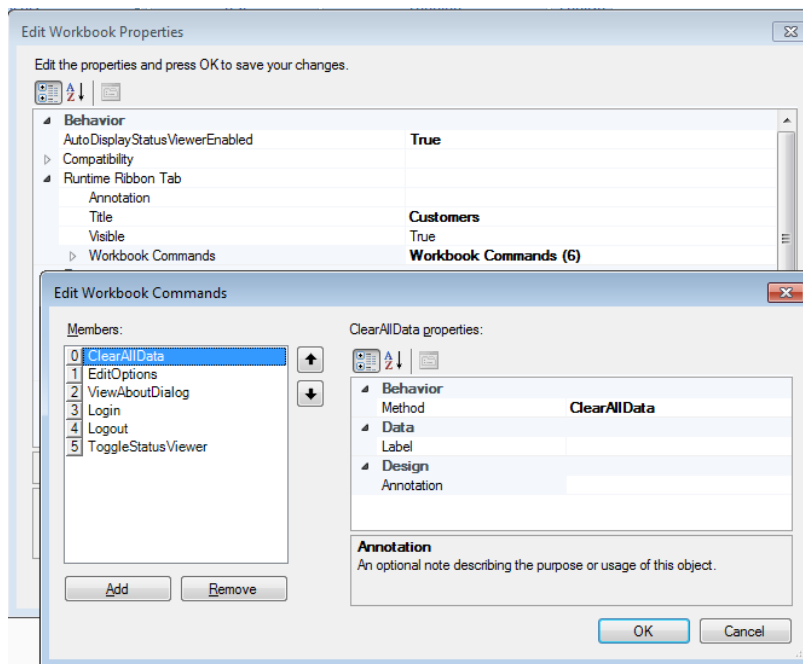 Edit Workbook Properties
Edit the properties and press OK to save your changes.
Behavior
AutoDisplayStatusViewerEnabled True
Compatibility
Runtime Ribbon Tab
Annotation
Title Customers
Visible True
Workbook Commands Workbook Commands (6)
Edit Workbook Commands
Members:
0 ClearAllData
1 EditOptions
2 ViewAboutDialog
3 Login
4 Logout
5 ToggleStatusViewer
Add Remove
ClearAllData properties:
Behavior
Method ClearAllData
Data
Label
Design
Annotation
Annotation
An optional note describing the purpose or usage of this object.
OK Cancel